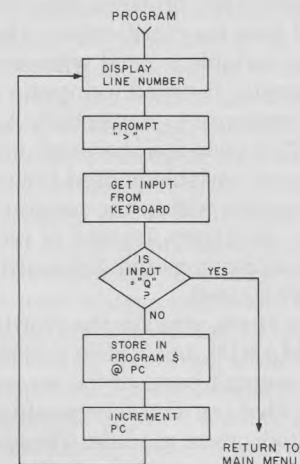 PROGRAM
DISPLAY
LINE NUMBER
PROMPT
">"
GET INPUT
FROM
KEYBOARD
IS
INPUT
="Q"
?
YES
NO
STORE IN
PROGRAM $
@ PC
INCREMENT
PC
RETURN TO
MAIN MENU